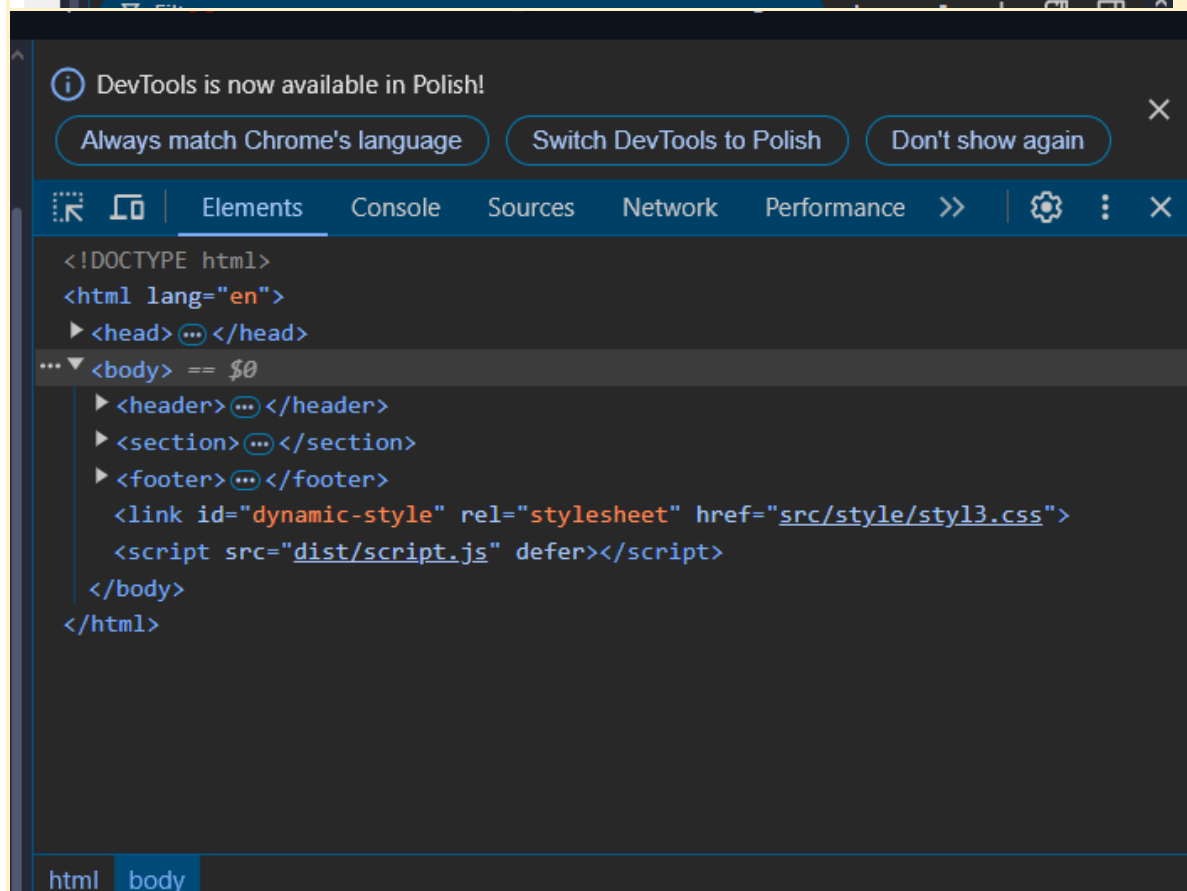 DevTools is now available in Polish!
Always match Chrome's language Switch DevTools to Polish Don't show again
Elements Console Sources Network Performance
<!DOCTYPE html>
<html lang="en">
<head>…</head>
<body> == $0
<header>…</header>
<section>…</section>
<footer>…</footer>
<link id="dynamic-style" rel="stylesheet" href="src/style/styl3.css">
<script src="dist/script.js" defer></script>
</body>
</html>
html body